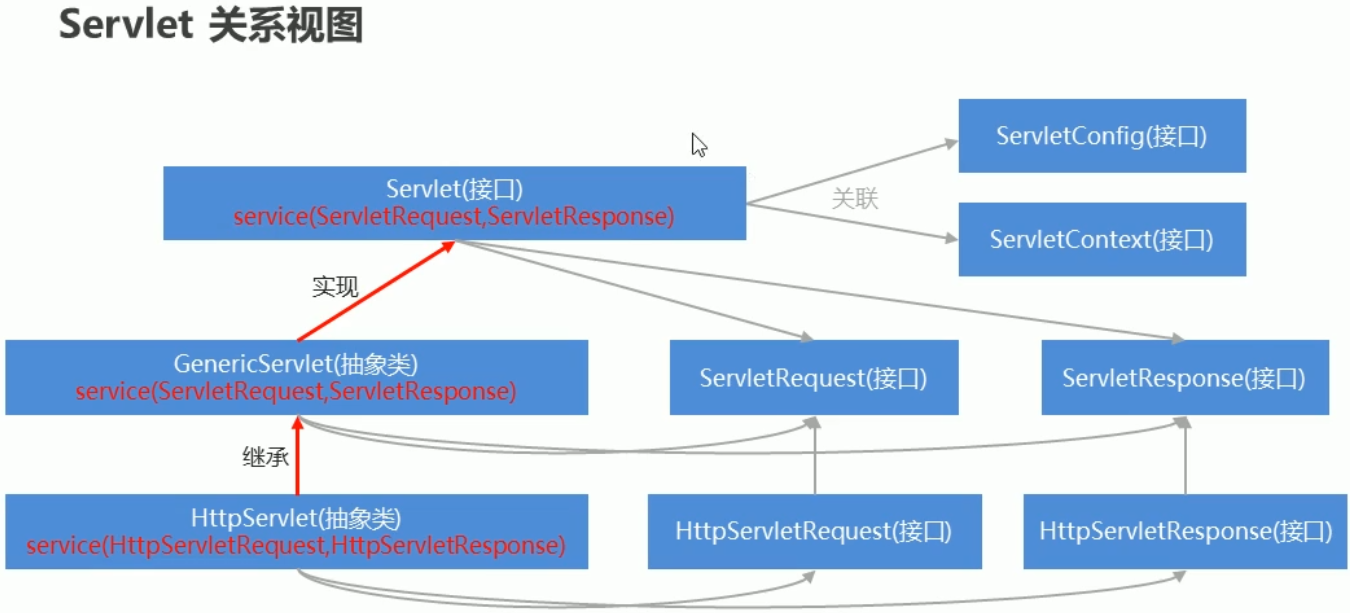 Servlet 关系视图
ServletConfig(接口)
Servlet(接口)
service(ServletRequest,ServletResponse)
关联
ServletContext(接口)
实现
GenericServlet(抽象类)
service(ServletRequest,ServletResponse)
ServletRequest(接口)
ServletResponse(接口)
继承
HttpServlet(抽象类)
service(HttpServletRequest,HttpServletResponse)
HttpServletRequest(接口)
HttpServletResponse(接口)